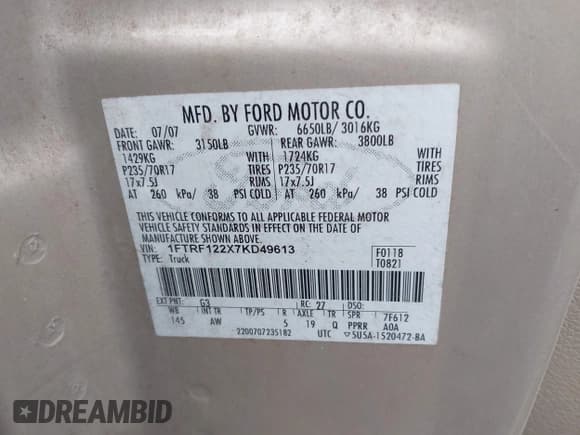 MFD. BY FORD MOTOR CO.
DATE: 07/07 GVWR: 6650LB/ 3016KG
FRONT GAWR: 3150LB REAR GAWR: 3800LB
1429KG WITH 1724KG WITH
P235/70R17 TIRES P235/70R17 TIRES
17x7.5J RIMS 17x7.5J RIMS
AT 260 kPa/ 38 PSI COLD AT 260 kPa/ 38 PSI COLD
THIS VEHICLE CONFORMS TO ALL APPLICABLE FEDERAL MOTOR
VEHICLE SAFETY STANDARDS IN EFFECT ON THE DATE OF
MANUFACTURE SHOWN ABOVE.
VIN: 1FTRF122X7KD49613 F0118
TYPE: Truck T0821
EXT PNT: G3 RC: 27 DSO:
WB INT TR TP/PS R AXLE TR SPR 7F612
145 AW 5 19 Q PPRR A0A
2200707235182 UTC 5U5A-1520472-BA
DREAMBID